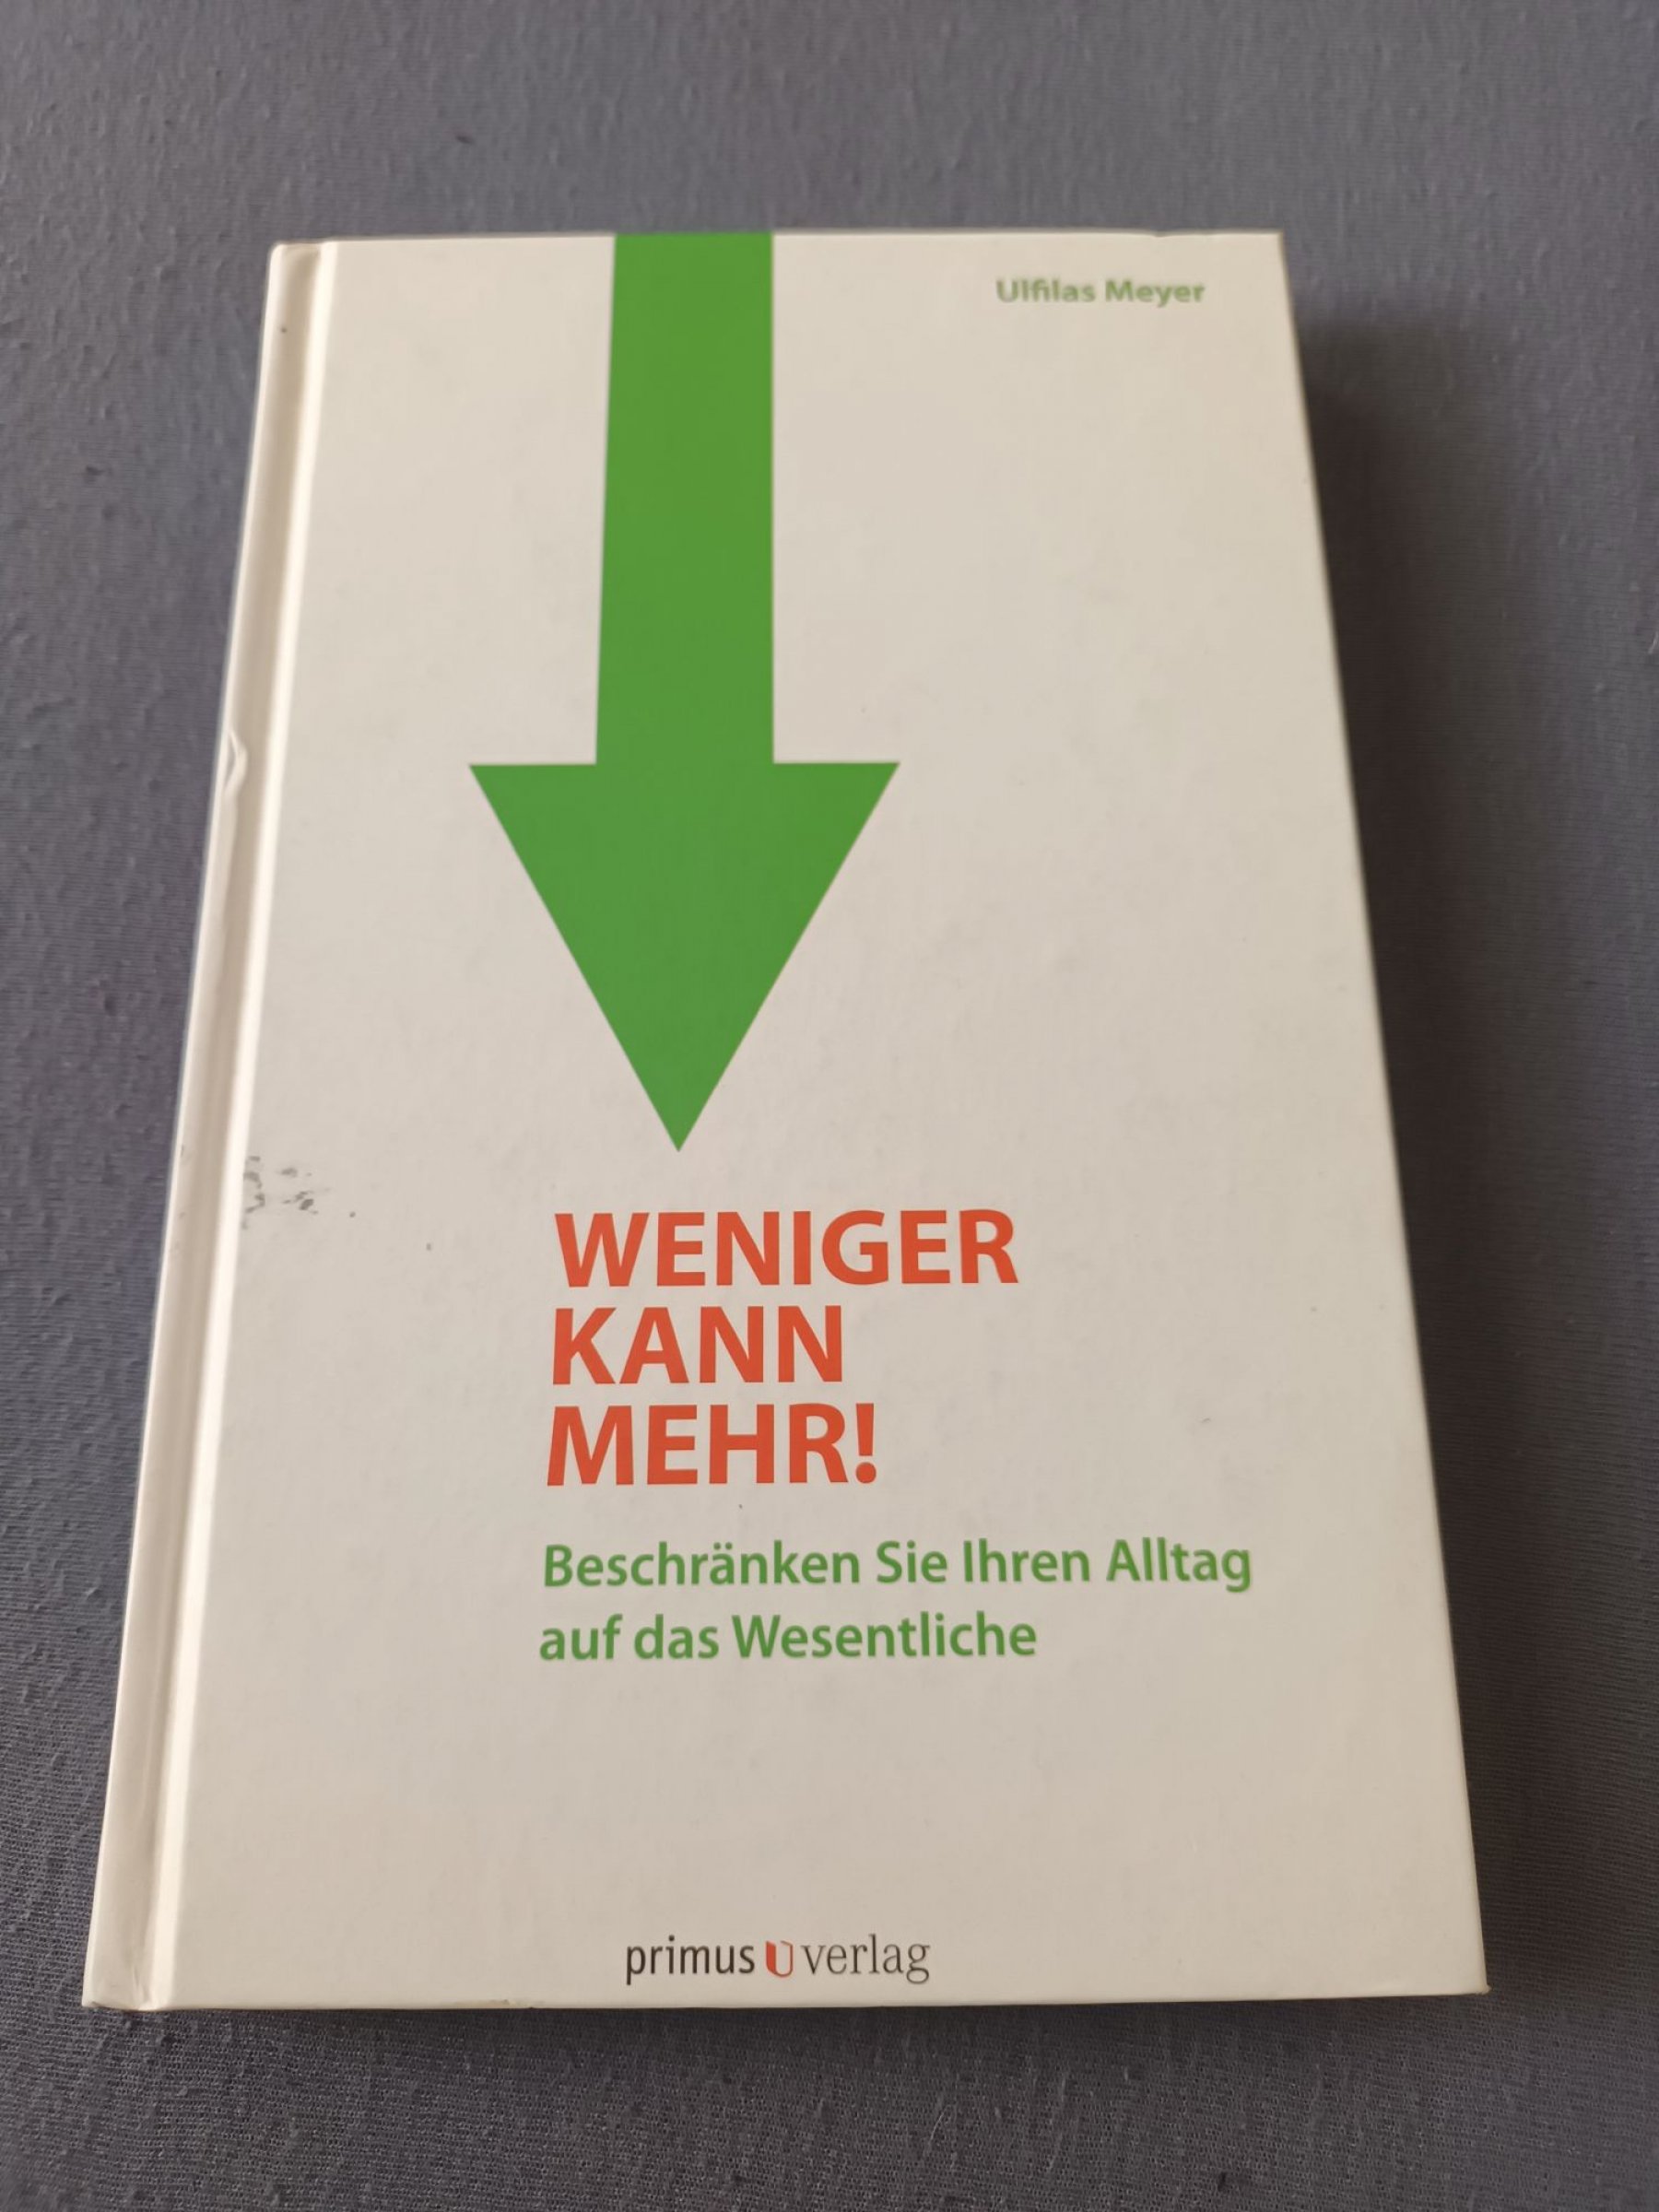 Ulfilas Meyer
WENIGER
KANN
MEHR!
Beschränken Sie Ihren Alltag
auf das Wesentliche
primus verlag